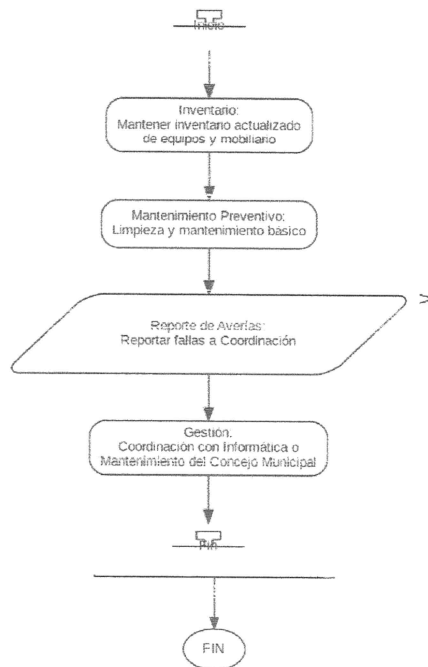 Inicio
Inventario:
Mantener inventario actualizado
de equipos y mobiliario
Mantenimiento Preventivo:
Limpieza y mantenimiento básico
Reporte de Averías:
Reportar fallas a Coordinación
Gestión:
Coordinación con Informática o
Mantenimiento del Concejo Municipal
Fin
FIN